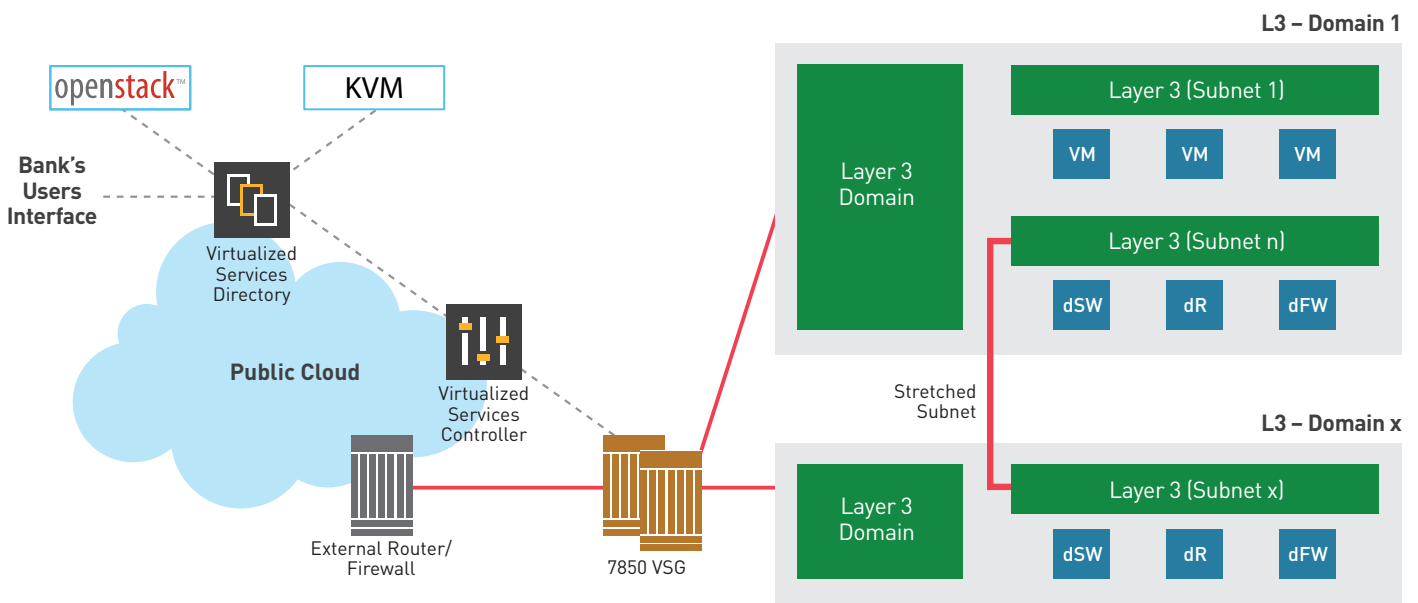 openstack™
KVM
Bank's
Users
Interface
Virtualized
Services
Directory
Public Cloud
Virtualized
Services
Controller
External Router/
Firewall
7850 VSG
L3 – Domain 1
Layer 3
Domain
Layer 3 (Subnet 1)
VM VM VM
Layer 3 (Subnet n)
dSW dR dFW
Stretched
Subnet
L3 – Domain x
Layer 3
Domain
Layer 3 (Subnet x)
dSW dR dFW